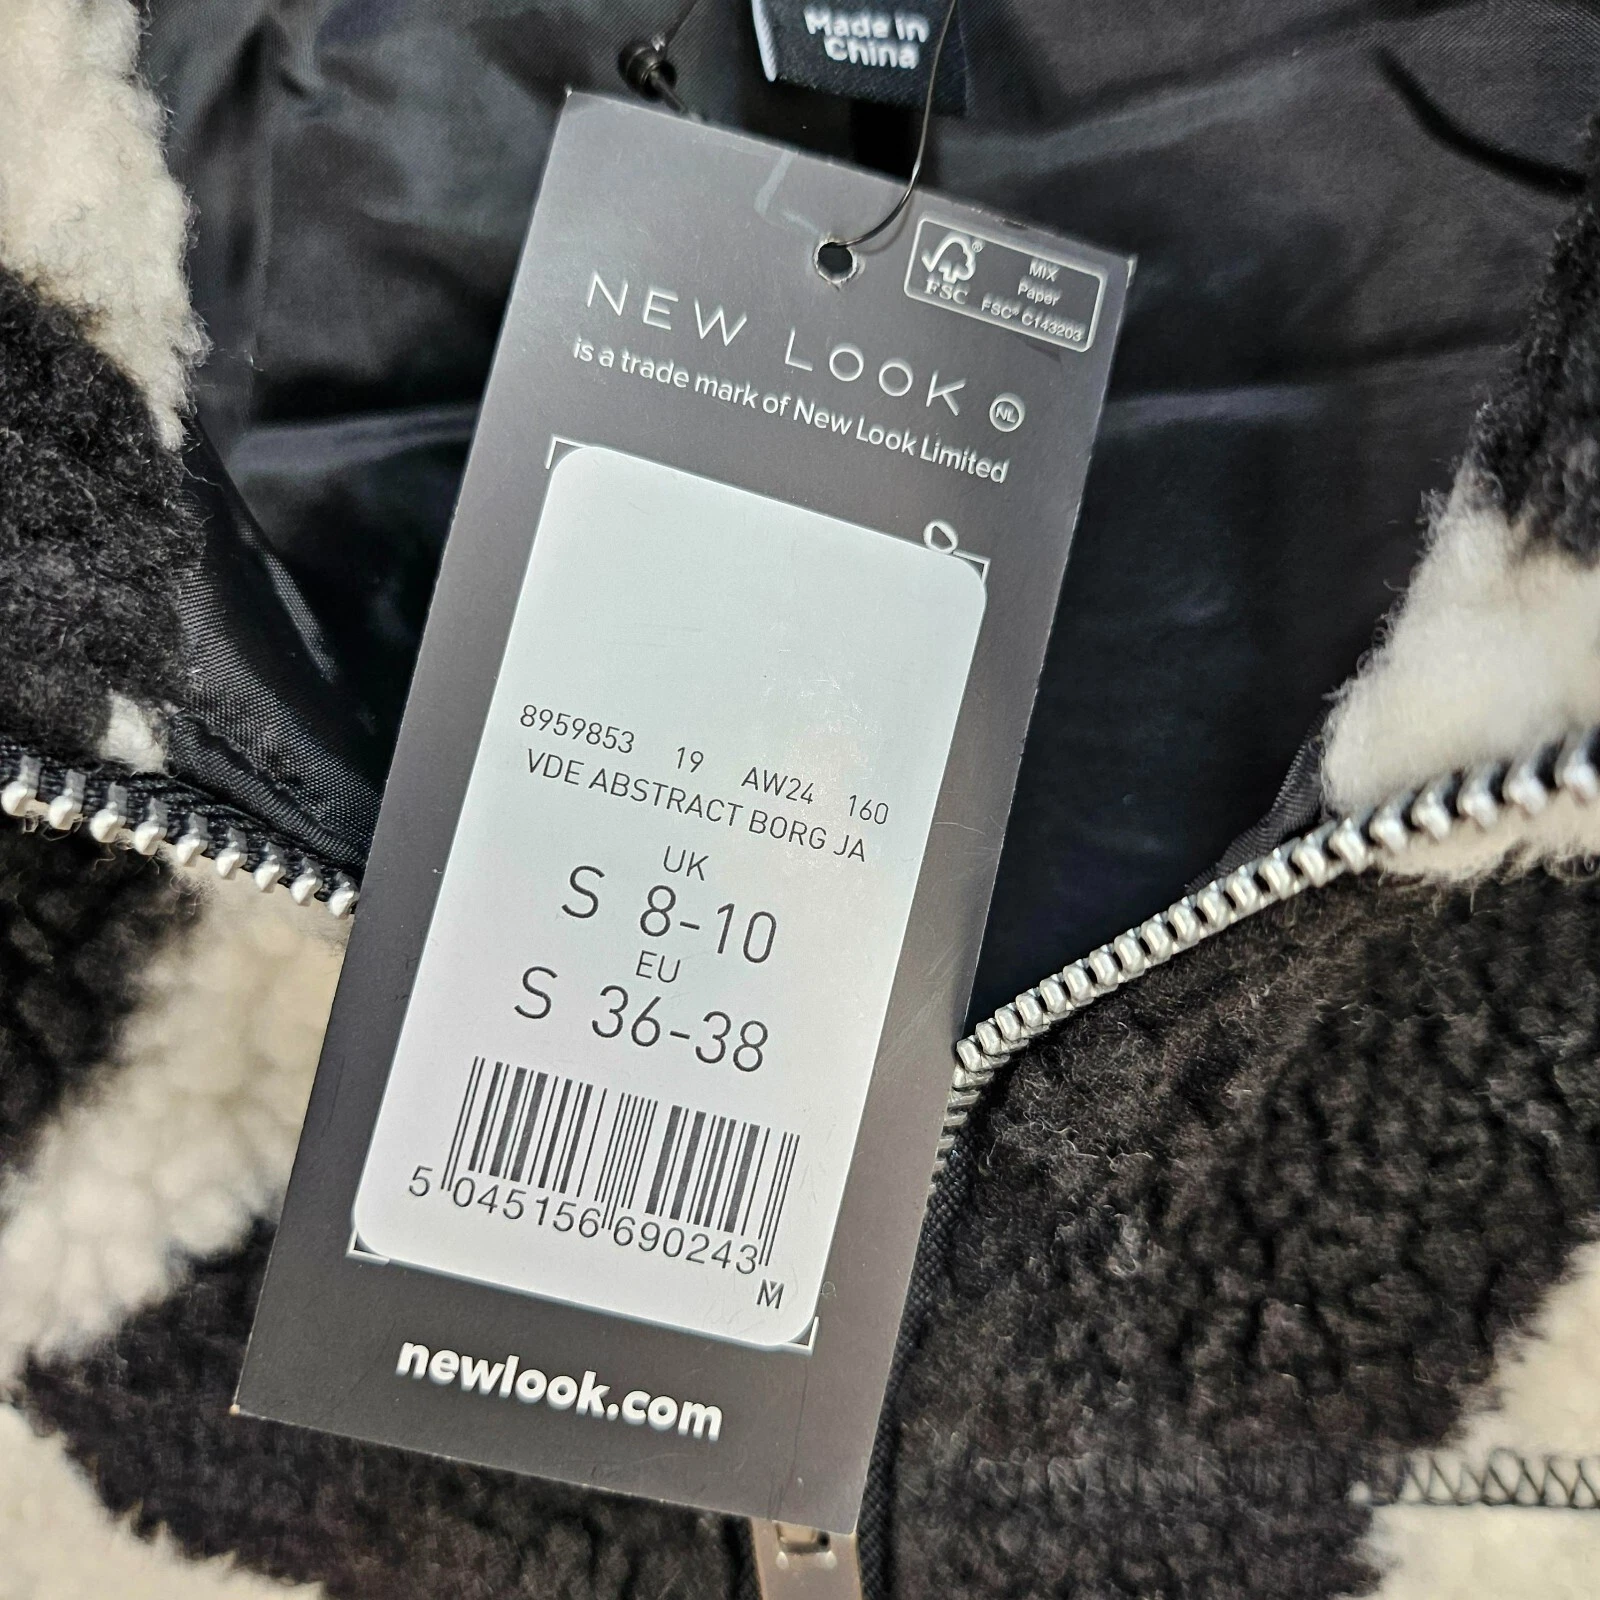 Made in
China
FSC®
MIX
Paper
FSC® C143203
NEW LOOK NL
is a trade mark of New Look Limited
8959853 19 AW24 160
VDE ABSTRACT BORG JA
UK
S 8-10
EU
S 36-38
5 045156 690243
M
newlook.com